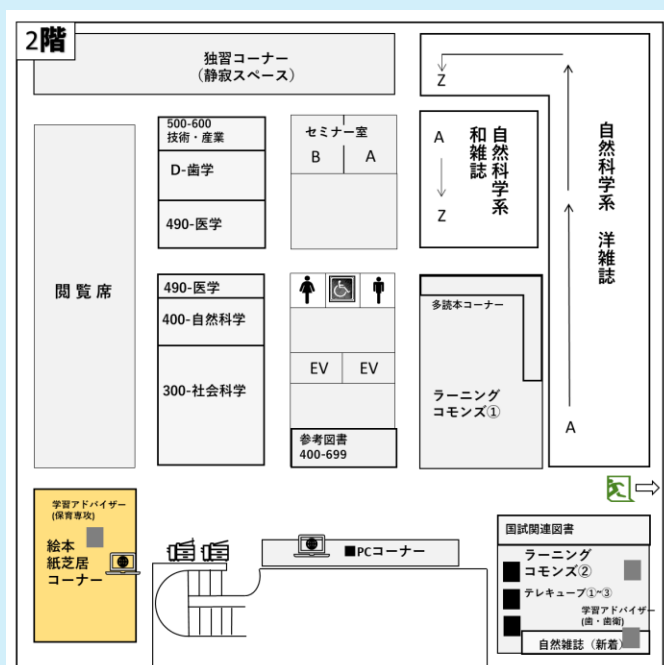 2階
独習コーナー
（静寂スペース）
500-600
技術・産業
D-歯学
490-医学
490-医学
400-自然科学
300-社会科学
閲覧席
セミナー室
B
A
EV
EV
参考図書
400-699
自然科学系
和雑誌
A
Z
Z
自然科学系 洋雑誌
A
多読本コーナー
ラーニング
コモンズ①
学習アドバイザー
(保育専攻)
絵本
紙芝居
コーナー
■PCコーナー
国試関連図書
ラーニング
コモンズ②
テレキューブ①~③
学習アドバイザー
(歯・歯衛)
自然雑誌（新着）